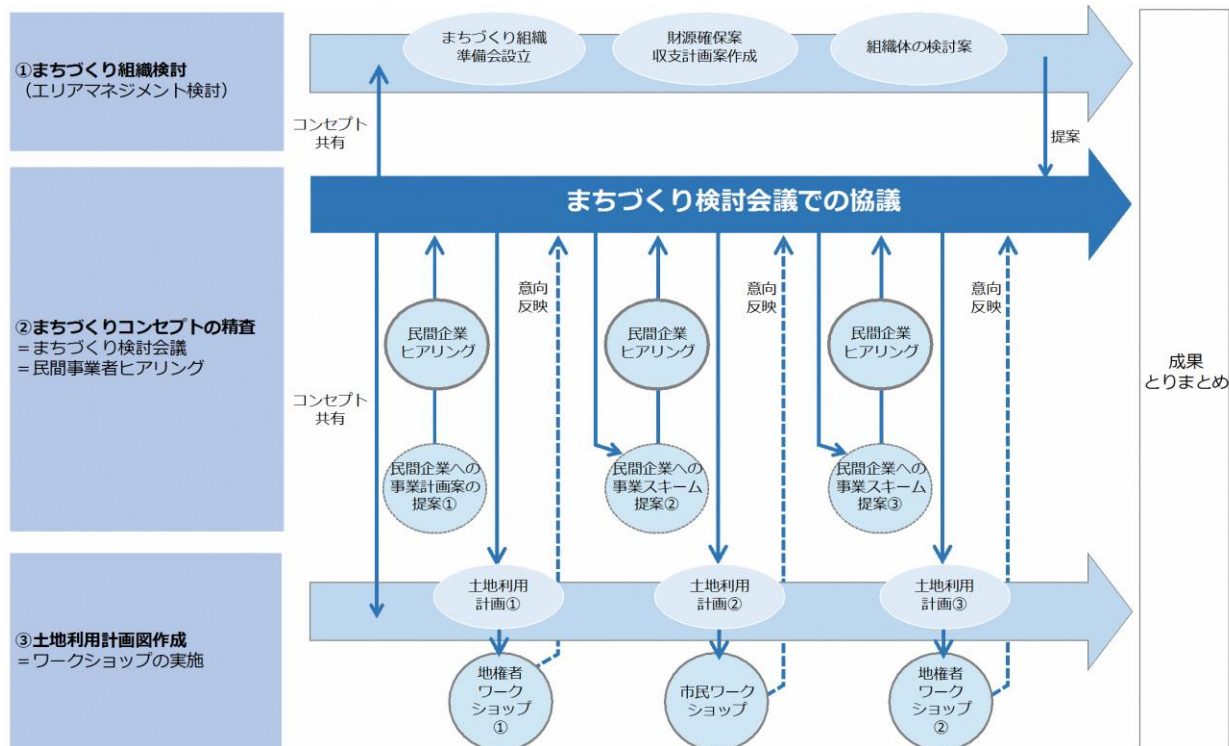 ①まちづくり組織検討
（エリアマネジメント検討）
まちづくり組織
準備会設立
財源確保案
収支計画案作成
組織体の検討案
コンセプト
共有
提案
まちづくり検討会議での協議
②まちづくりコンセプトの精査
＝まちづくり検討会議
＝民間事業者ヒアリング
意向
反映
意向
反映
意向
反映
民間企業
ヒアリング
民間企業
ヒアリング
民間企業
ヒアリング
コンセプト
共有
民間企業への
事業計画案の
提案①
民間企業への
事業スキーム
提案②
民間企業への
事業スキーム
提案③
成果
とりまとめ
③土地利用計画図作成
＝ワークショップの実施
土地利用
計画①
土地利用
計画②
土地利用
計画③
地権者
ワーク
ショップ
①
市民ワーク
ショップ
地権者
ワーク
ショップ
②